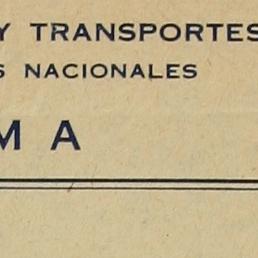 Y TRANSPORTES
S NACIONALES
M A